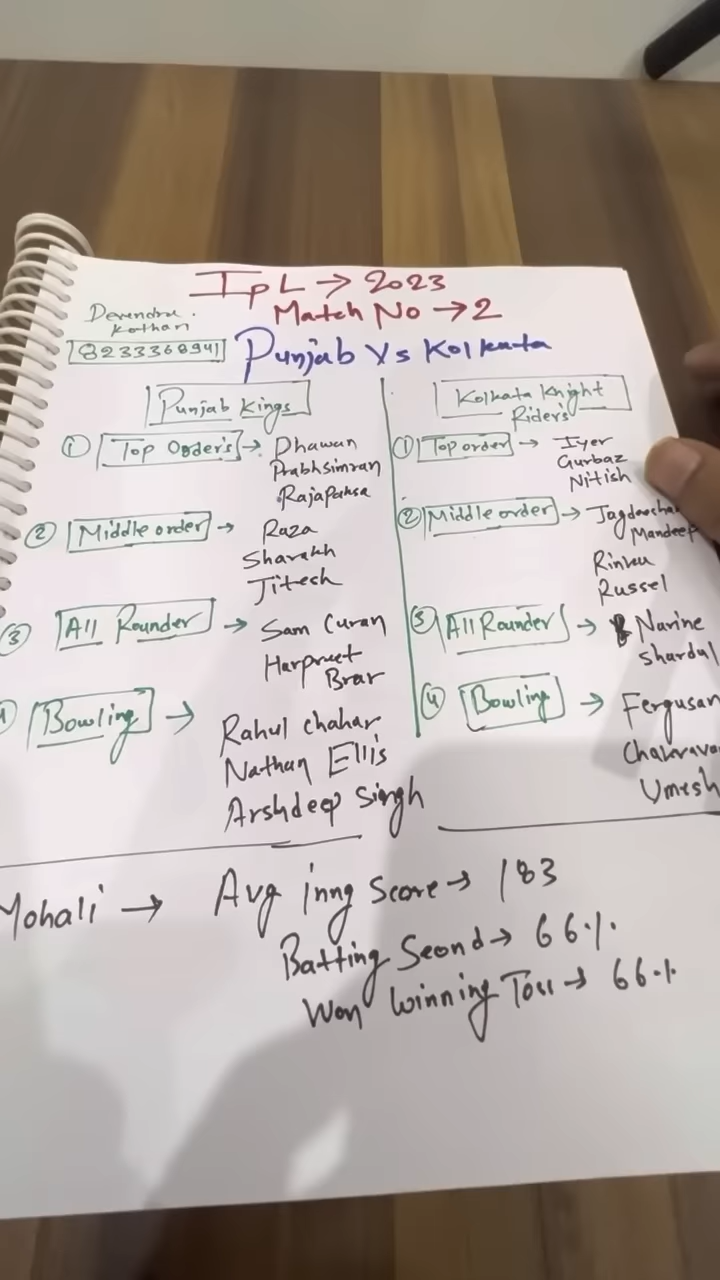 IPL → 2023
Match No → 2
Devendra
Kothari
8233368941
Punjab Vs Kolkata
Punjab Kings
① Top Order's → Dhawan
Prabhsimran
Rajapaksa
② Middle order → Raza
Sharukh
Jitesh
③ All Rounder → Sam Curan
Harpreet
Brar
Bowling → Rahul Chahar
Nathan Ellis
Arshdeep Singh
Kolkata Knight
Riders
① Top order → Iyer
Gurbaz
Nitish
② Middle order →
Mandeep
Rinku
Russel
③ All Rounder → Narine
Shardul
④ Bowling → Fergusan
Chakrava
Umesh
Mohali → Avg inng Score → 183
Batting Seond → 66%
Won Winning Toss → 66%